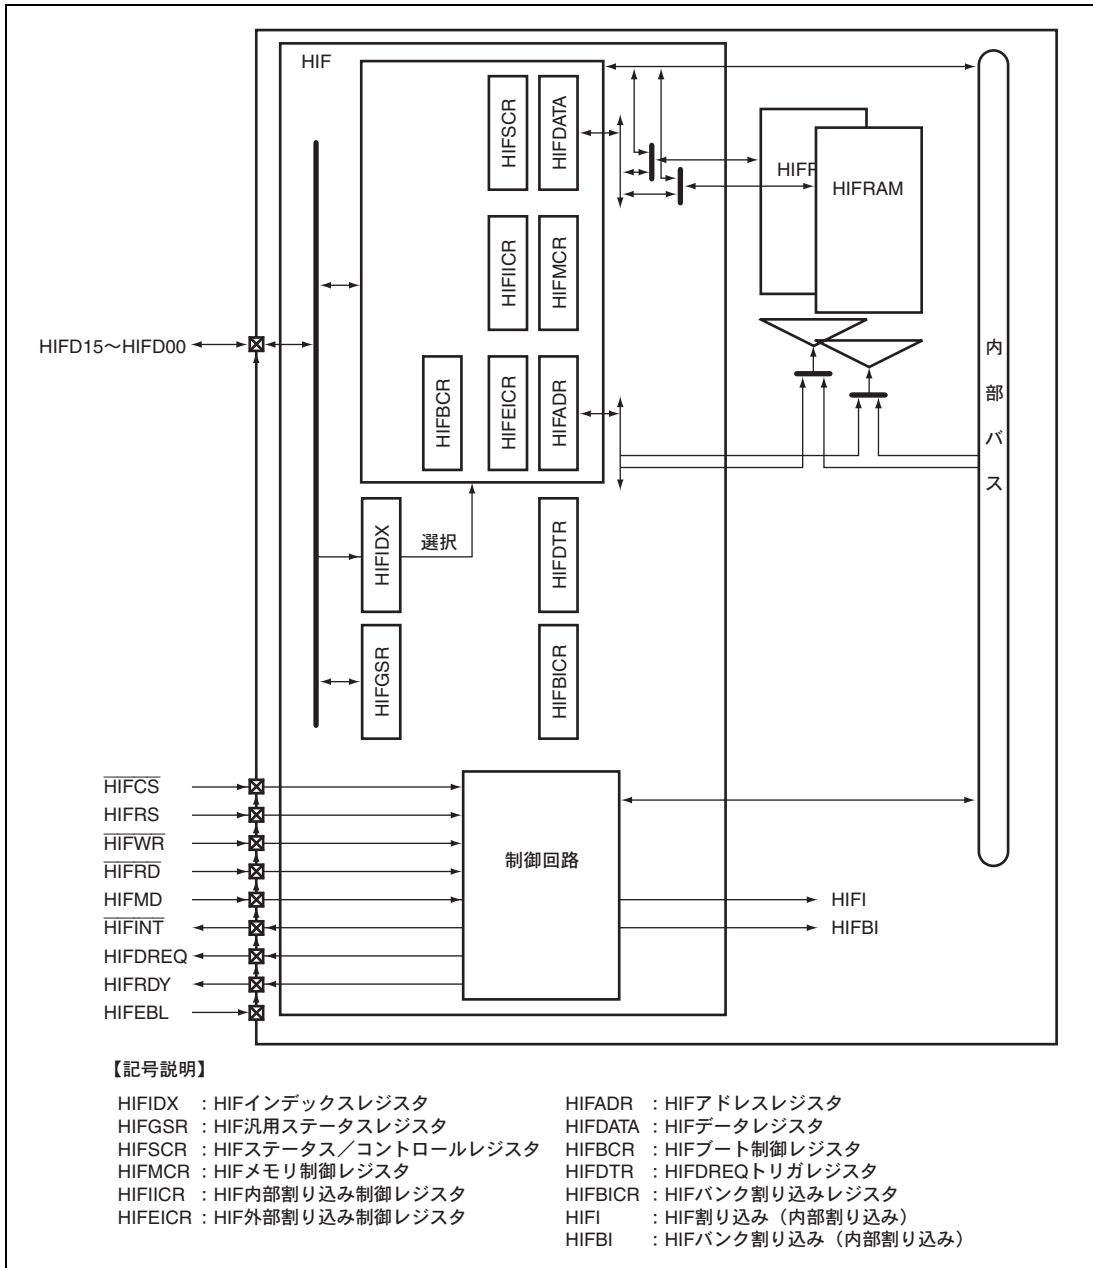 HIF
HIFSCR
HIFDATA
HIFIICR
HIFMCR
HIFBCR
HIFEICR
HIFADR
HIFRAM
内部バス
HIFD15～HIFD00
HIFIDX
選択
HIFDTR
HIFGSR
HIFBICR
HIFCS
HIFRS
HIFWR
HIFRD
HIFMD
HIFINT
HIFDREQ
HIFRDY
HIFEBL
制御回路
HIFI
HIFBI
【記号説明】
HIFIDX ：HIFインデックスレジスタ
HIFGSR ：HIF汎用ステータスレジスタ
HIFSCR ：HIFステータス／コントロールレジスタ
HIFMCR ：HIFメモリ制御レジスタ
HIFIICR ：HIF内部割り込み制御レジスタ
HIFEICR ：HIF外部割り込み制御レジスタ
HIFADR ：HIFアドレスレジスタ
HIFDATA ：HIFデータレジスタ
HIFBCR ：HIFブート制御レジスタ
HIFDTR ：HIFDREQトリガレジスタ
HIFBICR ：HIFバンク割り込みレジスタ
HIFI ：HIF割り込み（内部割り込み）
HIFBI ：HIFバンク割り込み（内部割り込み）